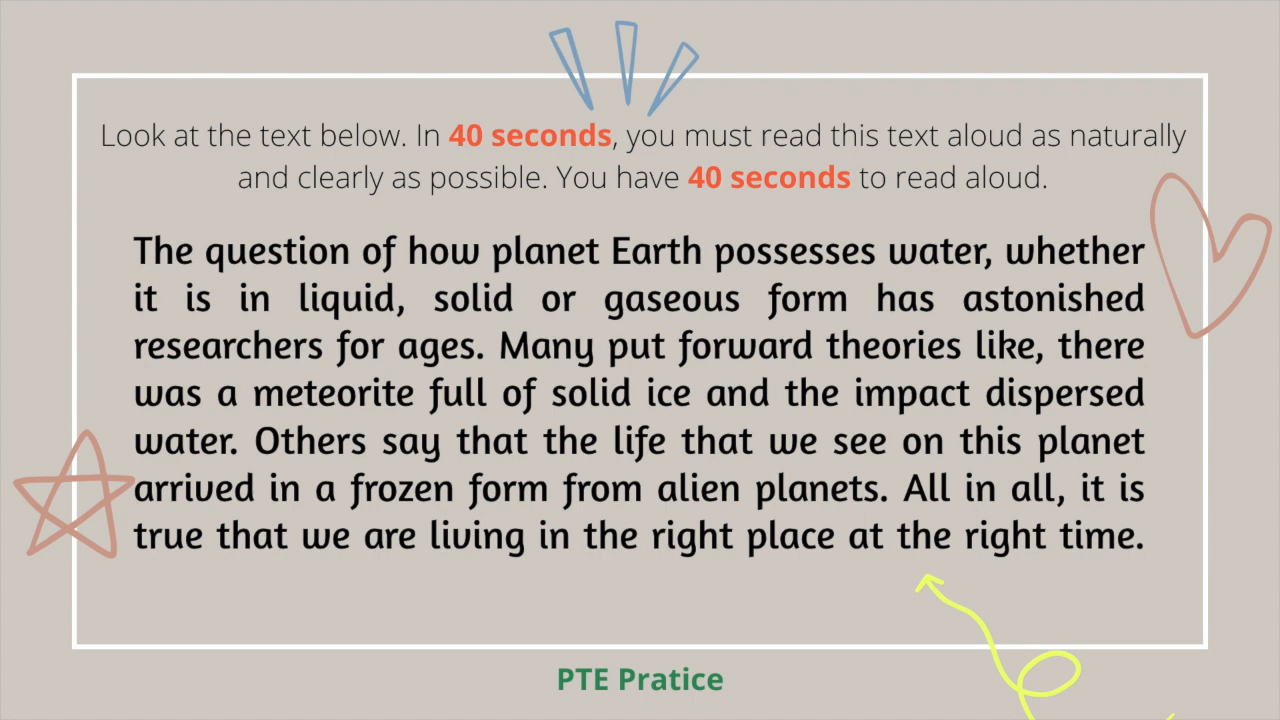 Look at the text below. In 40 seconds, you must read this text aloud as naturally
and clearly as possible. You have 40 seconds to read aloud.
The question of how planet Earth possesses water, whether
it is in liquid, solid or gaseous form has astonished
researchers for ages. Many put forward theories like, there
was a meteorite full of solid ice and the impact dispersed
water. Others say that the life that we see on this planet
arrived in a frozen form from alien planets. All in all, it is
true that we are living in the right place at the right time.
PTE Pratice